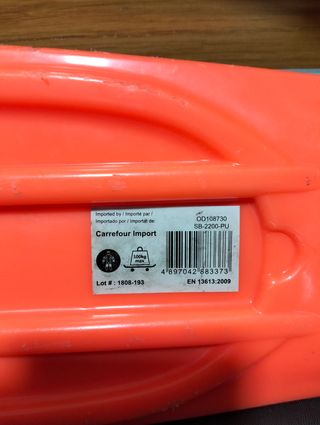 Imported by / Importé par /
Importado por / Importat de:
Carrefour Import
OD108730
SB-2200-PU
100kg
max
4 897042 883373
Lot # : 1808-193
EN 13613:2009